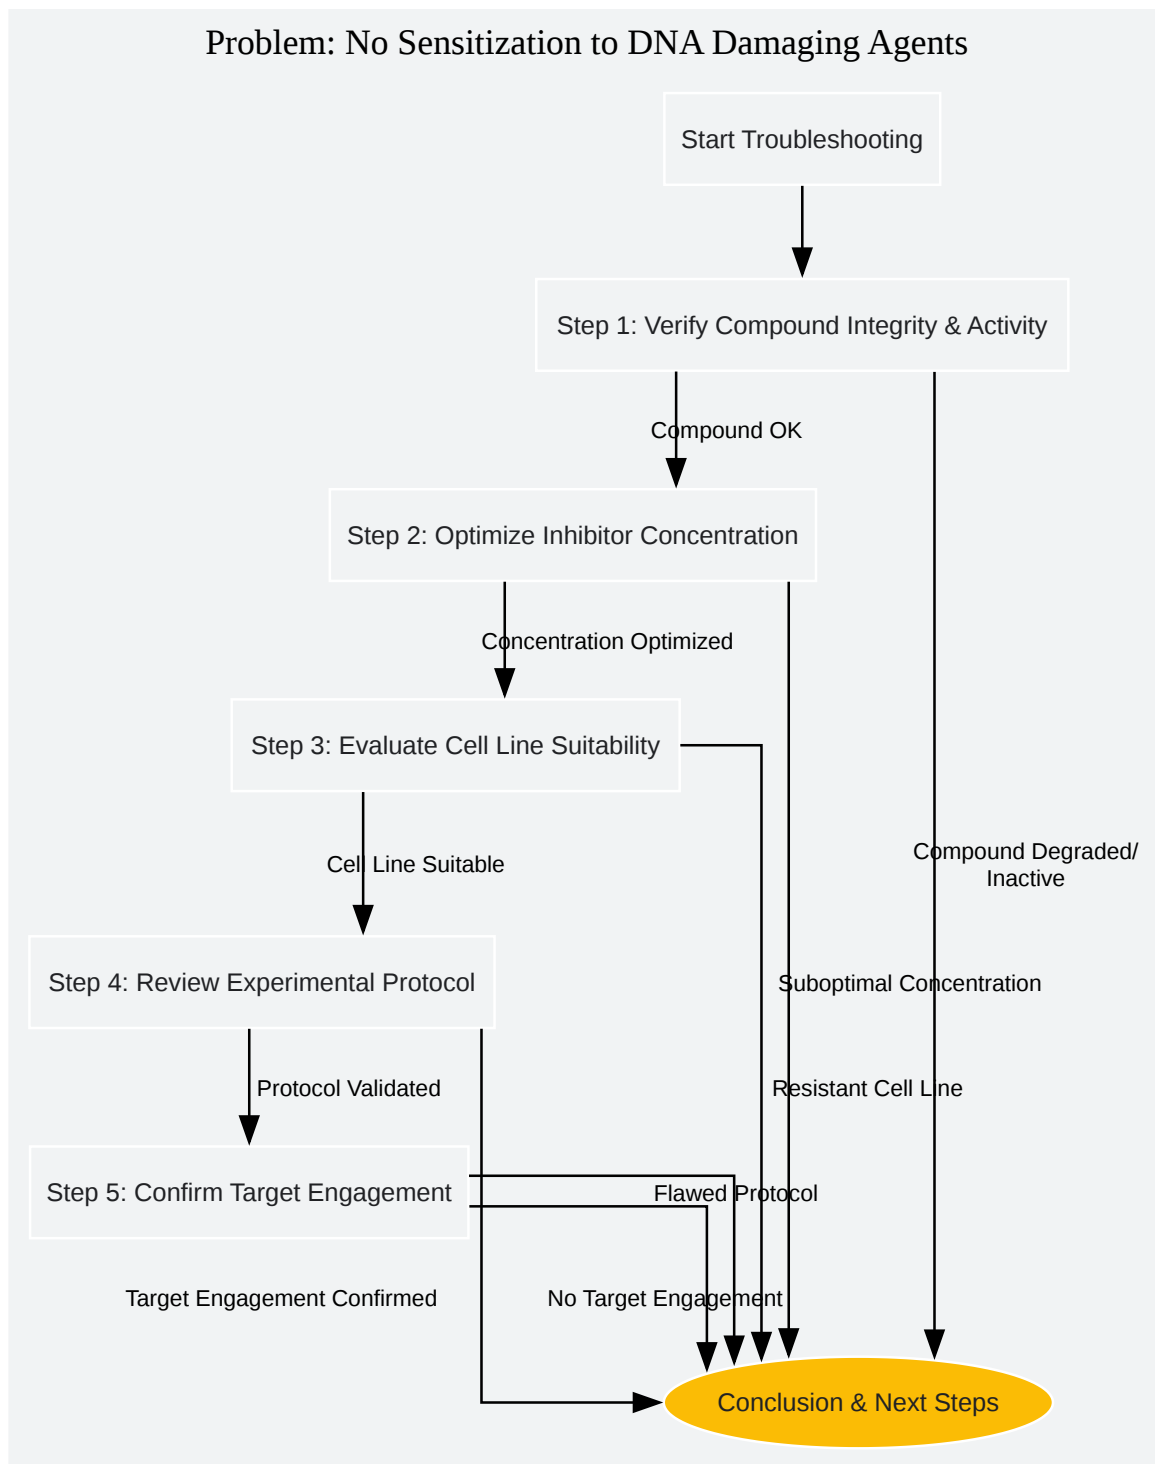 Problem: No Sensitization to DNA Damaging Agents
Start Troubleshooting
Step 1: Verify Compound Integrity & Activity
Compound OK
Step 2: Optimize Inhibitor Concentration
Concentration Optimized
Step 3: Evaluate Cell Line Suitability
Cell Line Suitable
Compound Degraded/
Inactive
Step 4: Review Experimental Protocol
Suboptimal Concentration
Protocol Validated
Resistant Cell Line
Step 5: Confirm Target Engagement
Flawed Protocol
Target Engagement Confirmed
No Target Engagement
Conclusion & Next Steps